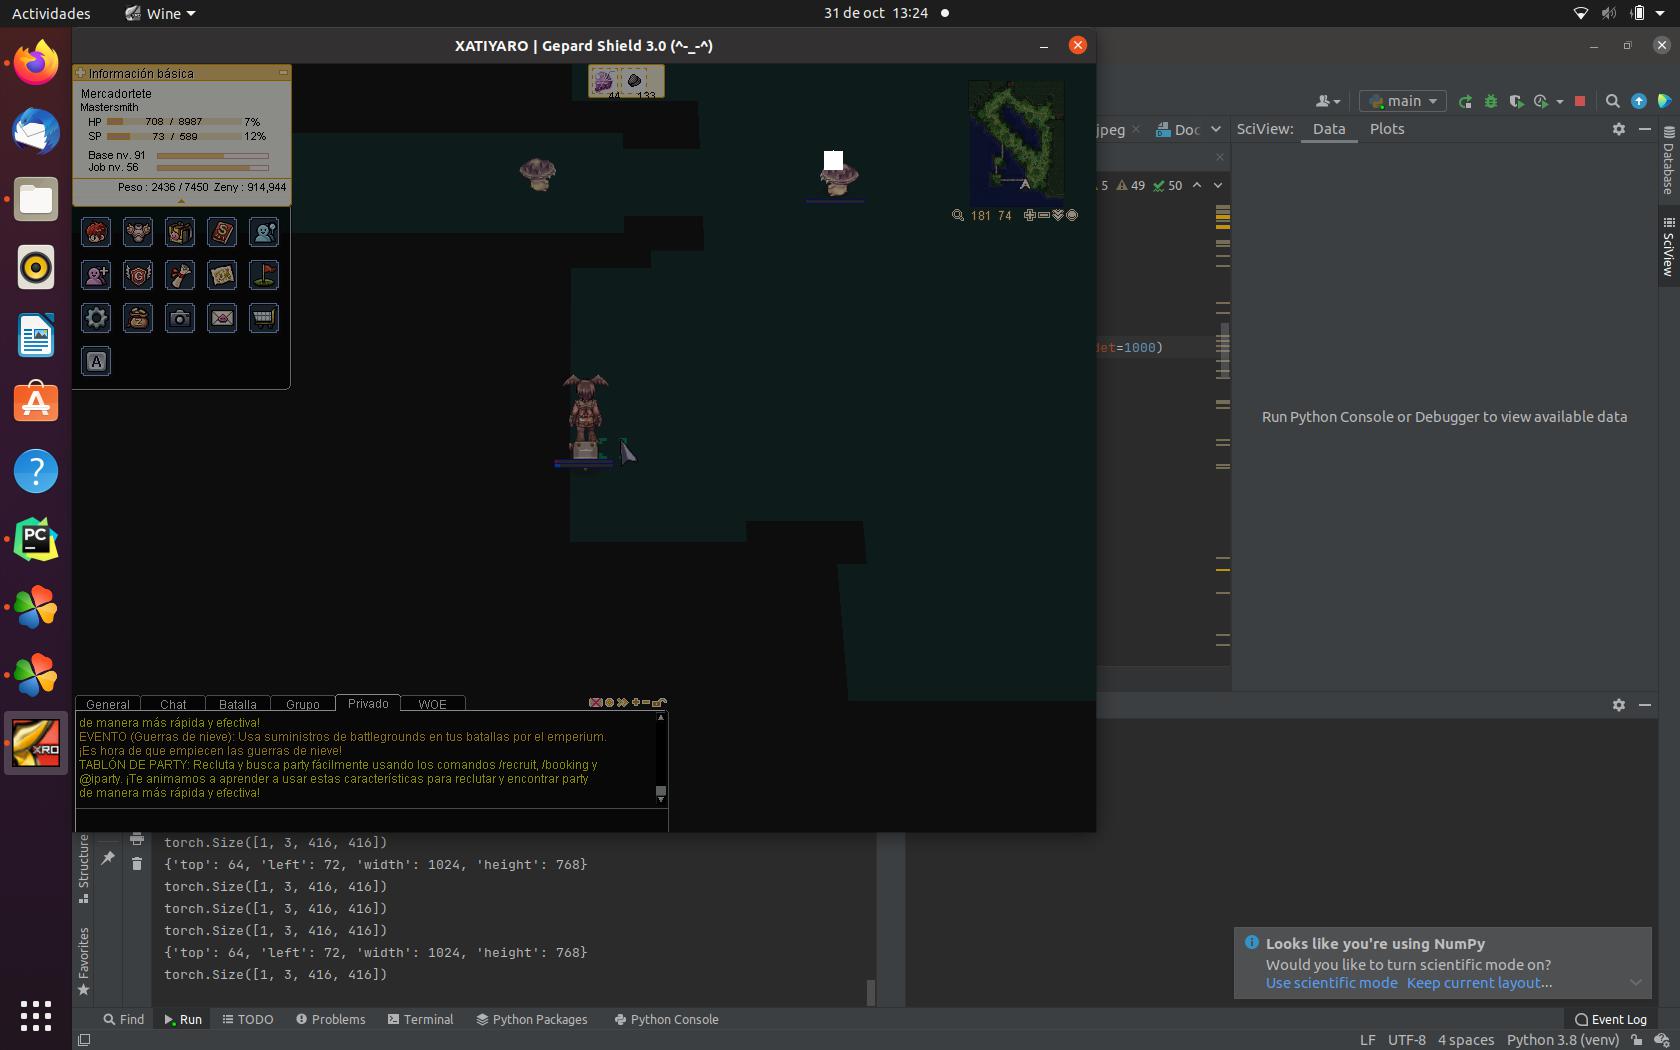 Actividades
Wine
31 de oct 13:24
XATIYARO | Gepard Shield 3.0 (^-_-^)
Información básica
Mercadortete
Mastersmith
HP 708 / 8987 7%
SP 73 / 589 12%
Base nv. 91
Job nv. 56
Peso : 2436 / 7450 Zeny : 914,944
44 133
181 74
A
General Chat Batalla Grupo Privado WOE
de manera más rápida y efectiva!
EVENTO (Guerras de nieve): Usa suministros de battlegrounds en tus batallas por el emperium.
¡Es hora de que empiecen las guerras de nieve!
TABLÓN DE PARTY: Recluta y busca party fácilmente usando los comandos /recruit, /booking y
@iparty. ¡Te animamos a aprender a usar estas características para reclutar y encontrar party
de manera más rápida y efectiva!
main
jpeg
Doc
SciView: Data Plots
5 49 50
det=1000)
Run Python Console or Debugger to view available data
Database
SciView
PC
XRO
Structure
Favorites
torch.Size([1, 3, 416, 416])
{'top': 64, 'left': 72, 'width': 1024, 'height': 768}
torch.Size([1, 3, 416, 416])
torch.Size([1, 3, 416, 416])
torch.Size([1, 3, 416, 416])
{'top': 64, 'left': 72, 'width': 1024, 'height': 768}
torch.Size([1, 3, 416, 416])
Looks like you're using NumPy
Would you like to turn scientific mode on?
Use scientific mode Keep current layout...
Find Run TODO Problems Terminal Python Packages Python Console
Event Log
LF UTF-8 4 spaces Python 3.8 (venv)